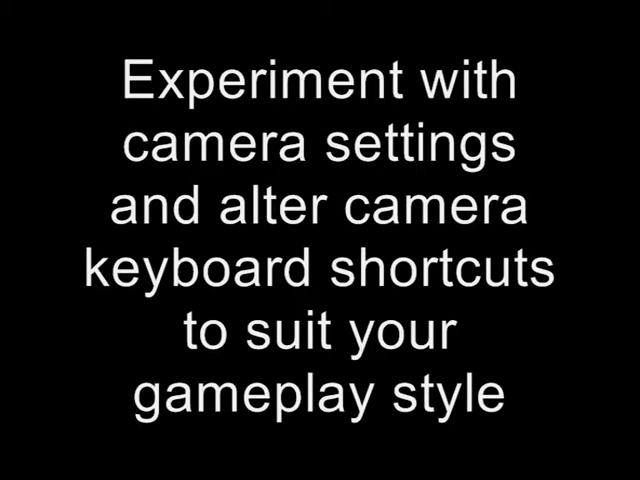 Experiment with
camera settings
and alter camera
keyboard shortcuts
to suit your
gameplay style